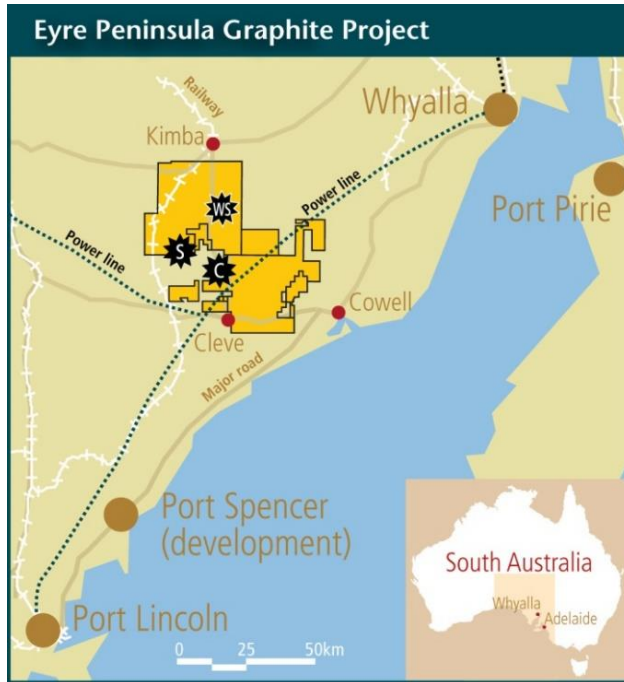 Eyre Peninsula Graphite Project
Railway
Whyalla
Kimba
WS
Power line
Port Pirie
S
Power line
C
Cowell
Cleve
Major road
Port Spencer
(development)
South Australia
Whyalla
Adelaide
Port Lincoln
0 25 50km